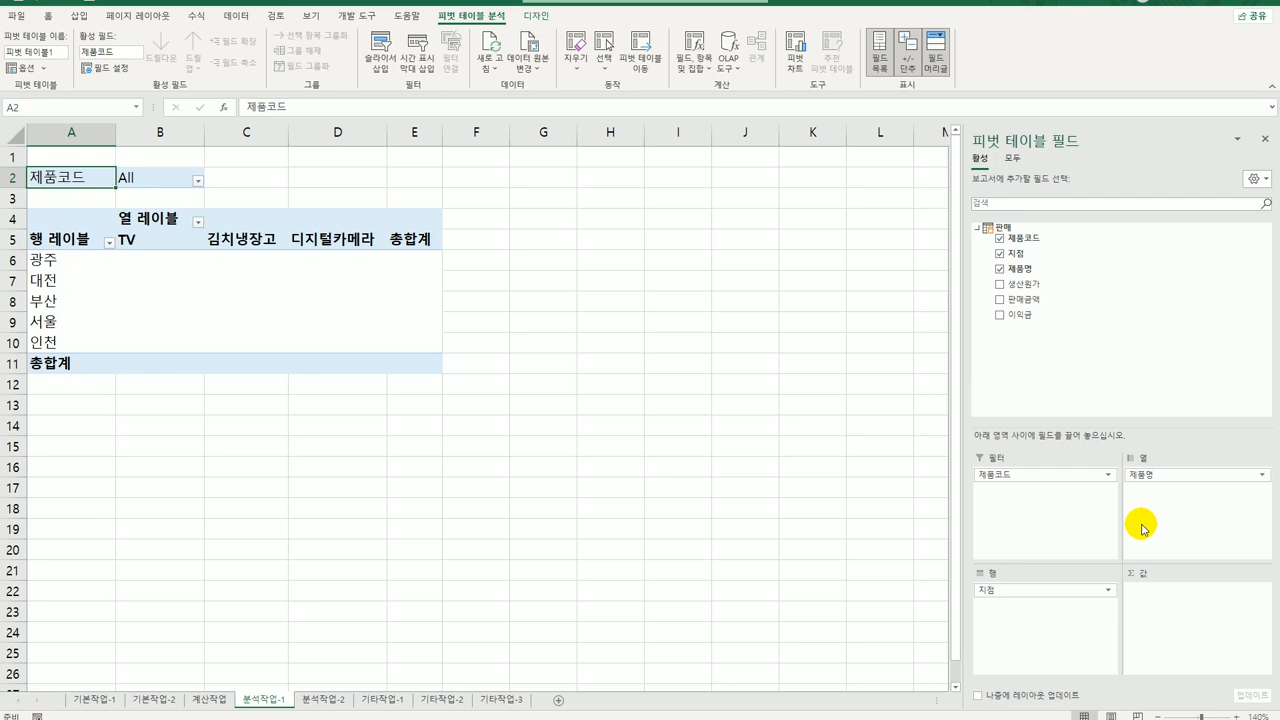 파일 홈 삽입 페이지 레이아웃 수식 데이터 검토 보기 개발 도구 도움말 피벗 테이블 분석 디자인 공유
피벗 테이블 이름: 활성 필드:
피벗 테이블1 제품코드
옵션 필드 설정
드릴다운 드릴업 필드 확장 필드 축소
선택 항목 그룹화
그룹 해제
필드 그룹화
슬라이서 삽입 시간 표시 막대 삽입 필터 연결
새로 고침 데이터 원본 변경
지우기 선택 피벗 테이블 이동
필드, 항목 및 집합 OLAP 도구 관계
피벗 차트 추천 피벗 테이블
필드 목록 +/- 단추 필드 머리글
피벗 테이블 활성 필드 그룹 필터 데이터 동작 계산 도구 표시
A2 fx 제품코드
A B C D E F G H I J K L M
1
2 제품코드 All
3
4 열 레이블
5 행 레이블 TV 김치냉장고 디지털카메라 총합계
6 광주
7 대전
8 부산
9 서울
10 인천
11 총합계
12
13
14
15
16
17
18
19
20
21
22
23
24
25
26
피벗 테이블 필드
활성 모두
보고서에 추가할 필드 선택:
검색
판매
제품코드
지점
제품명
생산원가
판매금액
이익금
아래 영역 사이에 필드를 끌어 놓으십시오.
필터 열
제품코드 제품명
행 Σ 값
지점
나중에 레이아웃 업데이트 업데이트
기본작업-1 기본작업-2 계산작업 분석작업-1 분석작업-2 기타작업-1 기타작업-2 기타작업-3
준비 140%